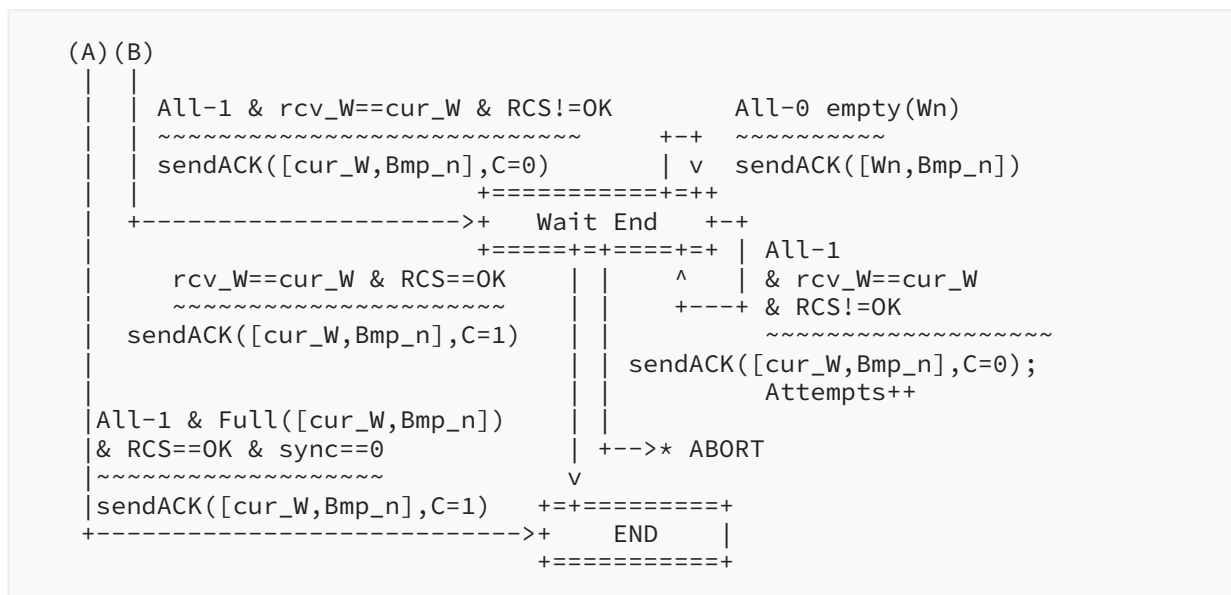 (A)(B)
 | |
 | | All-1 & rcv_W==cur_W & RCS!=OK        All-0 empty(Wn)
 | | ~~~~~~~~~~~~~~~~~~~~~~~~~~~~     +-+  ~~~~~~~~~~
 | | sendACK([cur_W,Bmp_n],C=0)       | v  sendACK([Wn,Bmp_n])
 | |                      +===========+=++
 | +--------------------->+   Wait End   +-+
 |                        +=====+=+====+=+ | All-1
 |     rcv_W==cur_W & RCS==OK   | |    ^   | & rcv_W==cur_W
 |     ~~~~~~~~~~~~~~~~~~~~~~   | |    +---+ & RCS!=OK
 |  sendACK([cur_W,Bmp_n],C=1)  | |          ~~~~~~~~~~~~~~~~~~~
 |                              | | sendACK([cur_W,Bmp_n],C=0);
 |                              | |          Attempts++
 |All-1 & Full([cur_W,Bmp_n])   | |
 |& RCS==OK & sync==0           | +-->* ABORT
 |~~~~~~~~~~~~~~~~~~~           v
 |sendACK([cur_W,Bmp_n],C=1)  +=+=========+
 +--------------------------->+    END    |
                              +===========+